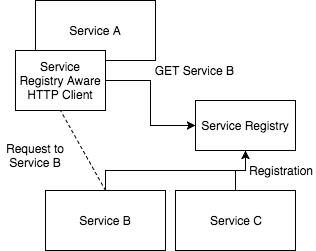 Service A
Service
Registry Aware
HTTP Client
GET Service B
Service Registry
Request to
Service B
Registration
Service B
Service C